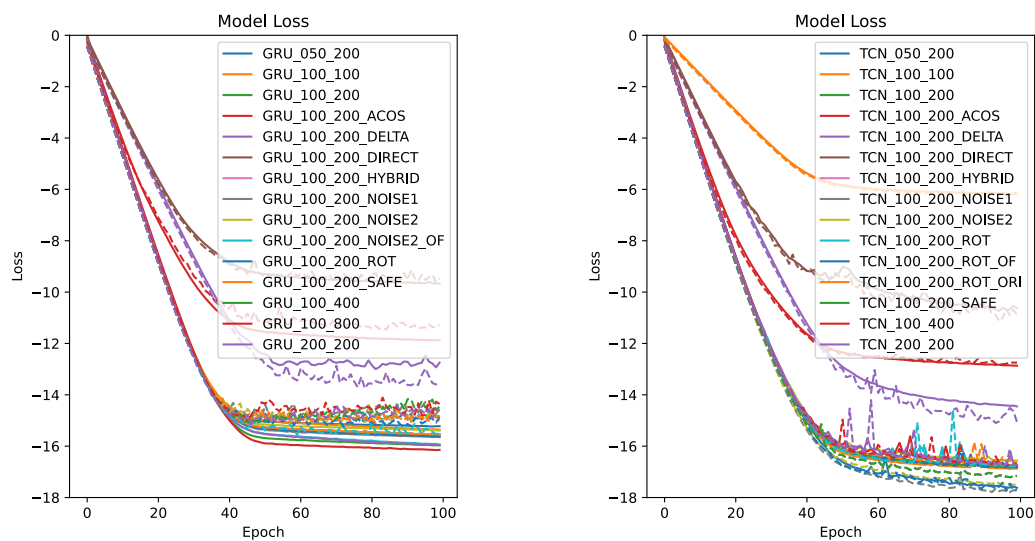 Model Loss
0
−2
−4
−6
−8
−10
−12
−14
−16
−18
Loss
0
20
40
60
80
100
Epoch
GRU_050_200
GRU_100_100
GRU_100_200
GRU_100_200_ACOS
GRU_100_200_DELTA
GRU_100_200_DIRECT
GRU_100_200_HYBRID
GRU_100_200_NOISE1
GRU_100_200_NOISE2
GRU_100_200_NOISE2_OF
GRU_100_200_ROT
GRU_100_200_SAFE
GRU_100_400
GRU_100_800
GRU_200_200
Model Loss
0
−2
−4
−6
−8
−10
−12
−14
−16
−18
Loss
0
20
40
60
80
100
Epoch
TCN_050_200
TCN_100_100
TCN_100_200
TCN_100_200_ACOS
TCN_100_200_DELTA
TCN_100_200_DIRECT
TCN_100_200_HYBRID
TCN_100_200_NOISE1
TCN_100_200_NOISE2
TCN_100_200_ROT
TCN_100_200_ROT_OF
TCN_100_200_ROT_ORI
TCN_100_200_SAFE
TCN_100_400
TCN_200_200